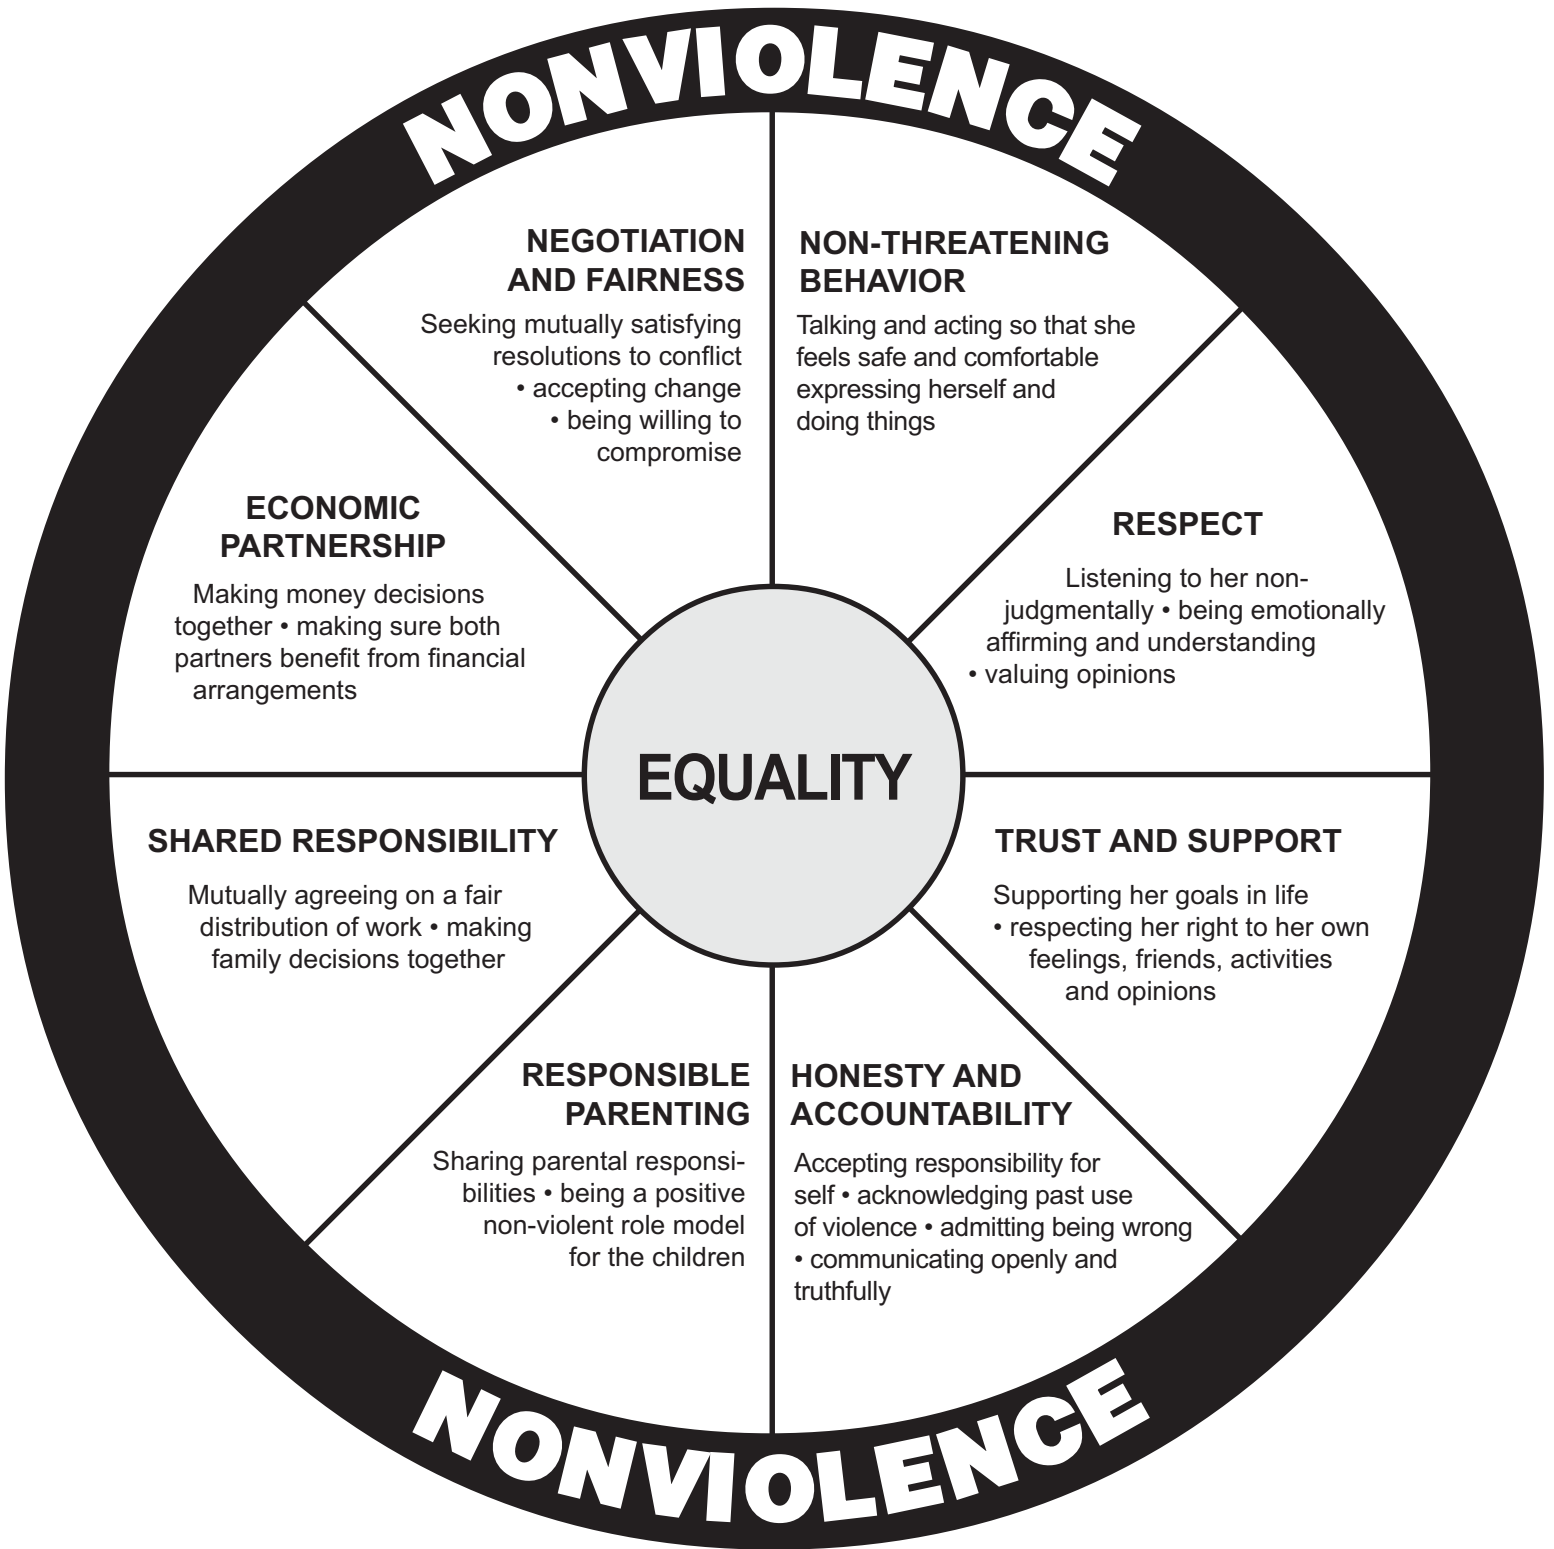 NONVIOLENCE
NEGOTIATION
AND FAIRNESS
Seeking mutually satisfying
resolutions to conflict
• accepting change
• being willing to
compromise
NON-THREATENING
BEHAVIOR
Talking and acting so that she
feels safe and comfortable
expressing herself and
doing things
ECONOMIC
PARTNERSHIP
Making money decisions
together • making sure both
partners benefit from financial
arrangements
RESPECT
Listening to her non-
judgmentally • being emotionally
affirming and understanding
• valuing opinions
EQUALITY
SHARED RESPONSIBILITY
Mutually agreeing on a fair
distribution of work • making
family decisions together
TRUST AND SUPPORT
Supporting her goals in life
• respecting her right to her own
feelings, friends, activities
and opinions
RESPONSIBLE
PARENTING
Sharing parental responsi-
bilities • being a positive
non-violent role model
for the children
HONESTY AND
ACCOUNTABILITY
Accepting responsibility for
self • acknowledging past use
of violence • admitting being wrong
• communicating openly and
truthfully
NONVIOLENCE